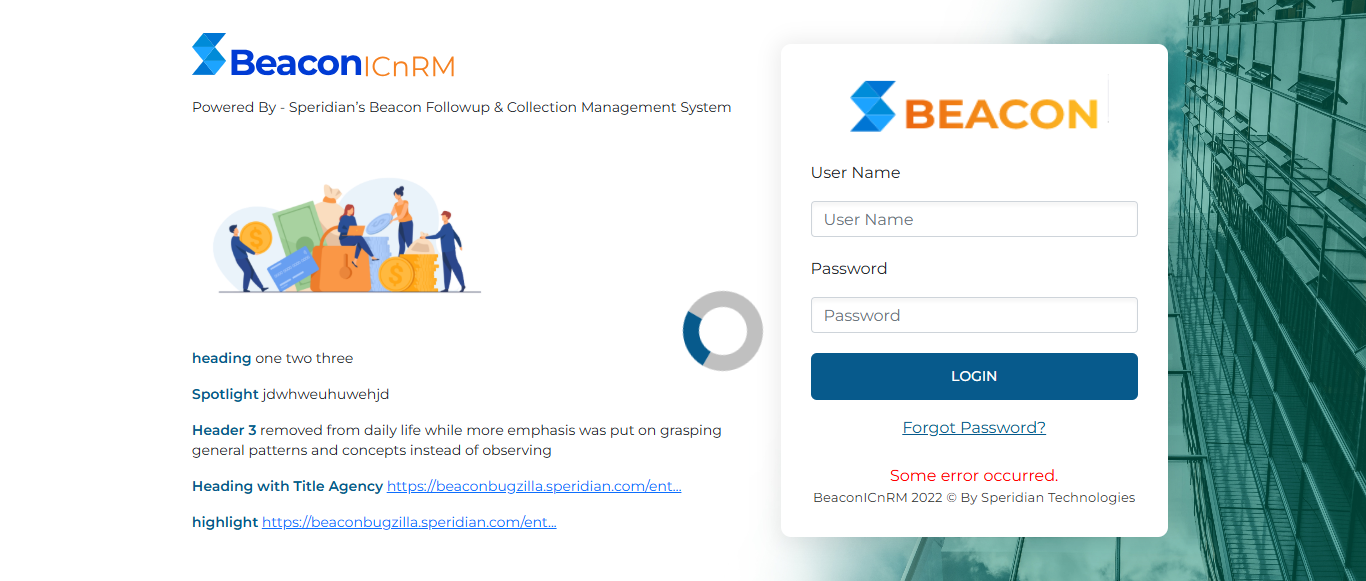 BeaconICnRM
Powered By - Speridian’s Beacon Followup & Collection Management System
heading one two three
Spotlight jdwhweuhuwehjd
Header 3 removed from daily life while more emphasis was put on grasping
general patterns and concepts instead of observing
Heading with Title Agency https://beaconbugzilla.speridian.com/ent...
highlight https://beaconbugzilla.speridian.com/ent...
BEACON
User Name
User Name
Password
Password
LOGIN
Forgot Password?
Some error occurred.
BeaconICnRM 2022 © By Speridian Technologies